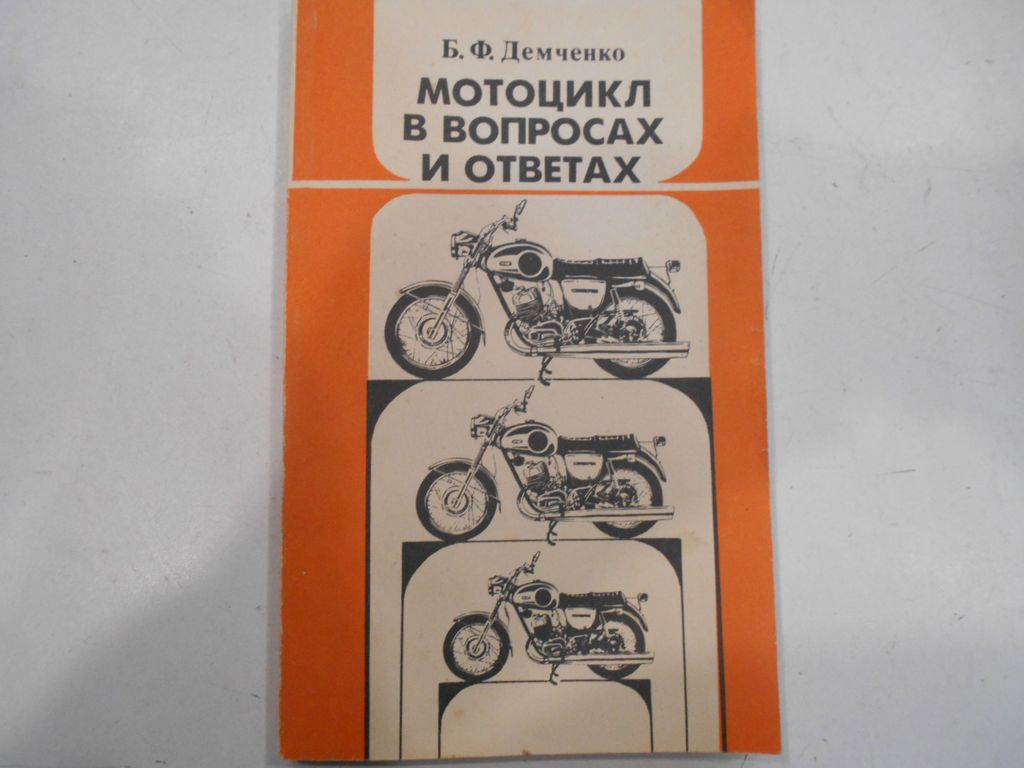 Б. Ф. Демченко
МОТОЦИКЛ
В ВОПРОСАХ
И ОТВЕТАХ